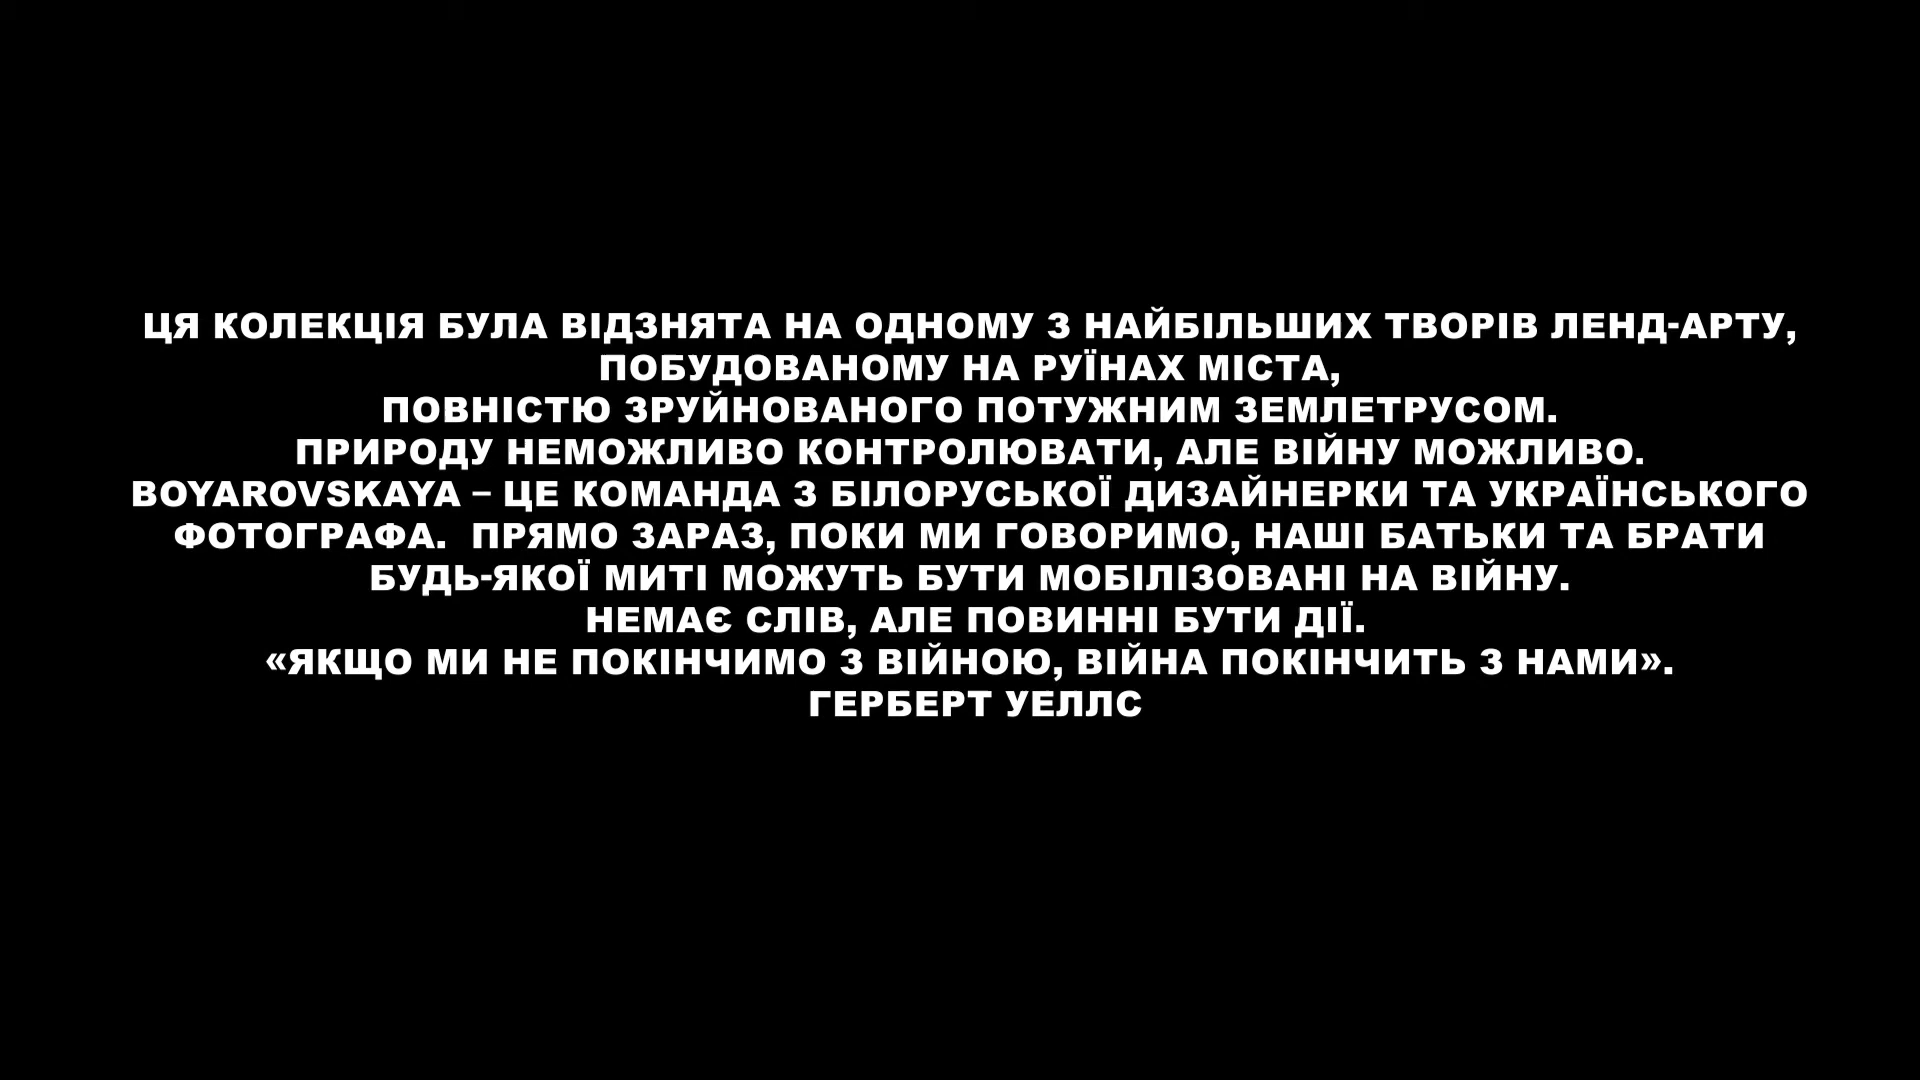 ЦЯ КОЛЕКЦІЯ БУЛА ВІДЗНЯТА НА ОДНОМУ З НАЙБІЛЬШИХ ТВОРІВ ЛЕНД-АРТУ,
ПОБУДОВАНОМУ НА РУЇНАХ МІСТА,
ПОВНІСТЮ ЗРУЙНОВАНОГО ПОТУЖНИМ ЗЕМЛЕТРУСОМ.
ПРИРОДУ НЕМОЖЛИВО КОНТРОЛЮВАТИ, АЛЕ ВІЙНУ МОЖЛИВО.
BOYAROVSKAYA – ЦЕ КОМАНДА З БІЛОРУСЬКОЇ ДИЗАЙНЕРКИ ТА УКРАЇНСЬКОГО
ФОТОГРАФА.  ПРЯМО ЗАРАЗ, ПОКИ МИ ГОВОРИМО, НАШІ БАТЬКИ ТА БРАТИ
БУДЬ-ЯКОЇ МИТІ МОЖУТЬ БУТИ МОБІЛІЗОВАНІ НА ВІЙНУ.
НЕМАЄ СЛІВ, АЛЕ ПОВИННІ БУТИ ДІЇ.
«ЯКЩО МИ НЕ ПОКІНЧИМО З ВІЙНОЮ, ВІЙНА ПОКІНЧИТЬ З НАМИ».
ГЕРБЕРТ УЕЛЛС